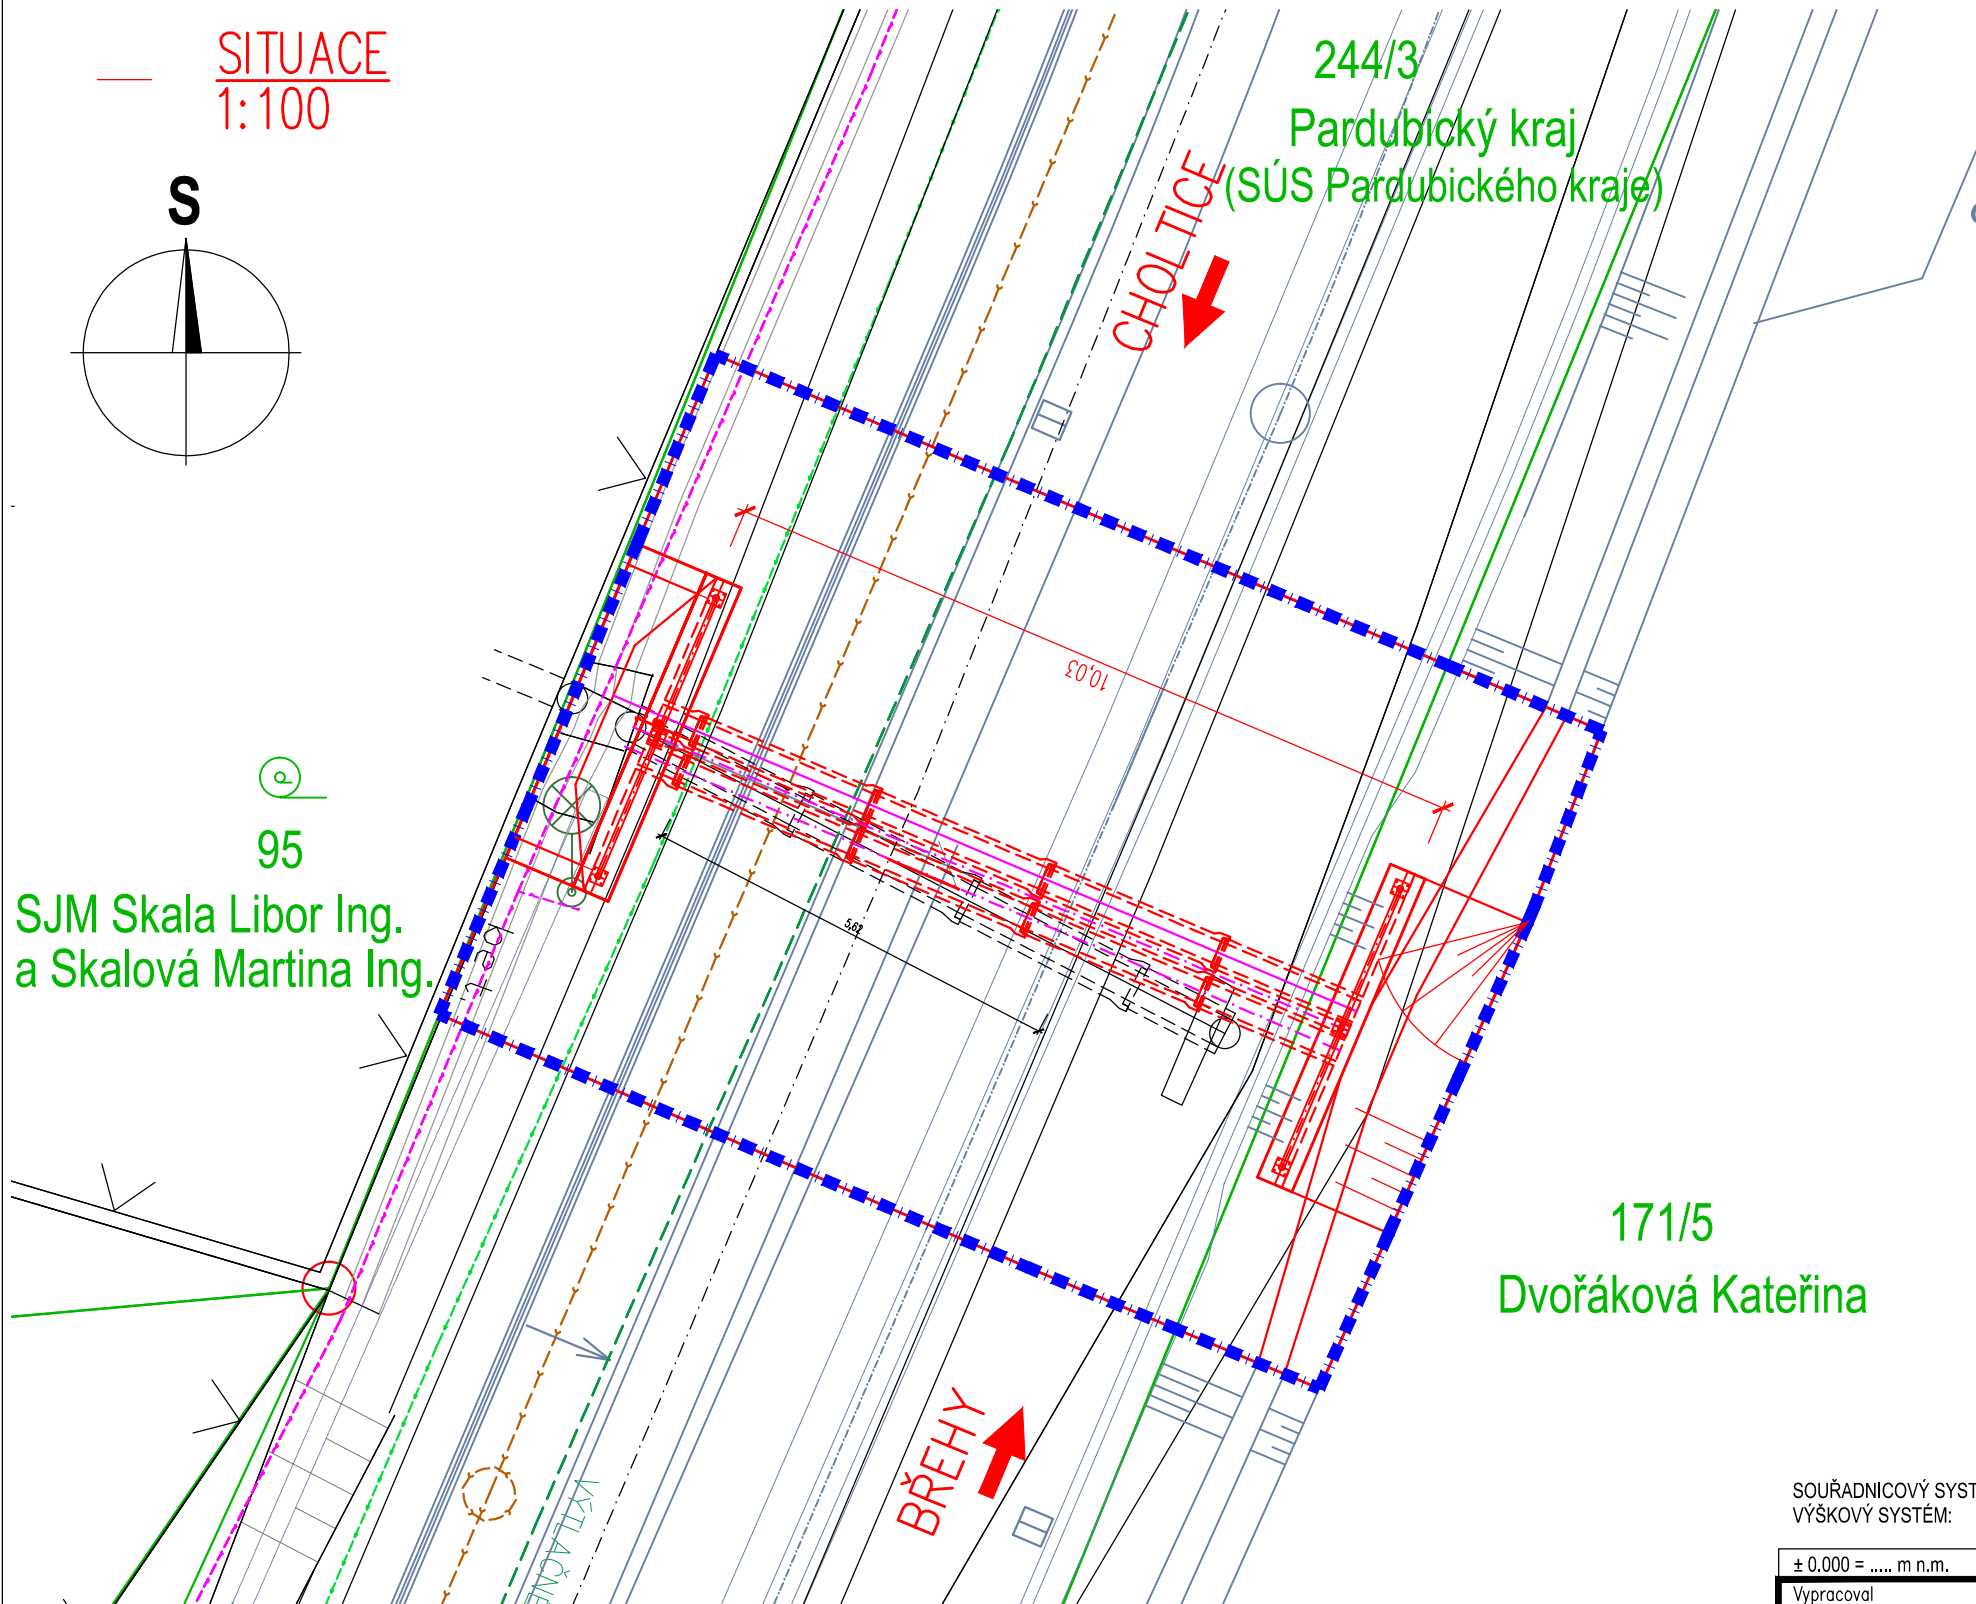 SITUACE
1:100
S
244/3
Pardubický kraj
(SÚS Pardubického kraje)
CHOLTICE
10,03
95
SJM Skala Libor Ing.
a Skalová Martina Ing.
5,62
171/5
Dvořáková Kateřina
BŘEHY
VÝTLAČNÉ
SOUŘADNICOVÝ SYST
VÝŠKOVÝ SYSTÉM:
± 0.000 = ..... m n.m.
Vypracoval